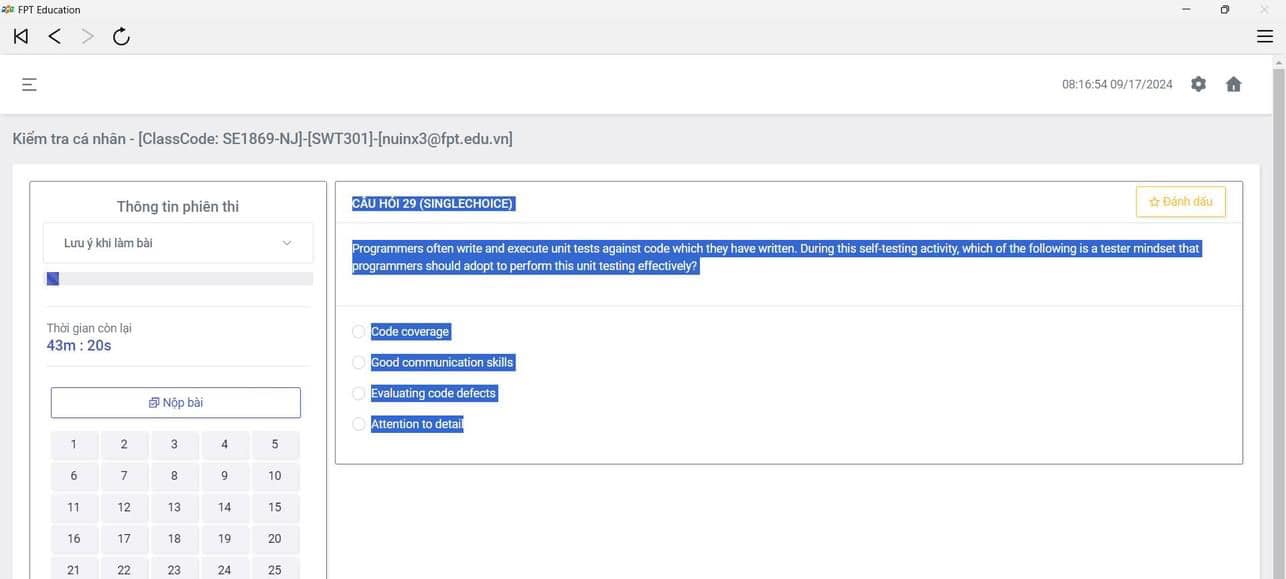 FPT Education
08:16:54 09/17/2024
Kiểm tra cá nhân - [ClassCode: SE1869-NJ]-[SWT301]-[nuinx3@fpt.edu.vn]
Thông tin phiên thi
Lưu ý khi làm bài
Thời gian còn lại
43m : 20s
Nộp bài
1 2 3 4 5
6 7 8 9 10
11 12 13 14 15
16 17 18 19 20
21 22 23 24 25
CÂU HỎI 29 (SINGLECHOICE)
Đánh dấu
Programmers often write and execute unit tests against code which they have written. During this self-testing activity, which of the following is a tester mindset that
programmers should adopt to perform this unit testing effectively?
Code coverage
Good communication skills
Evaluating code defects
Attention to detail